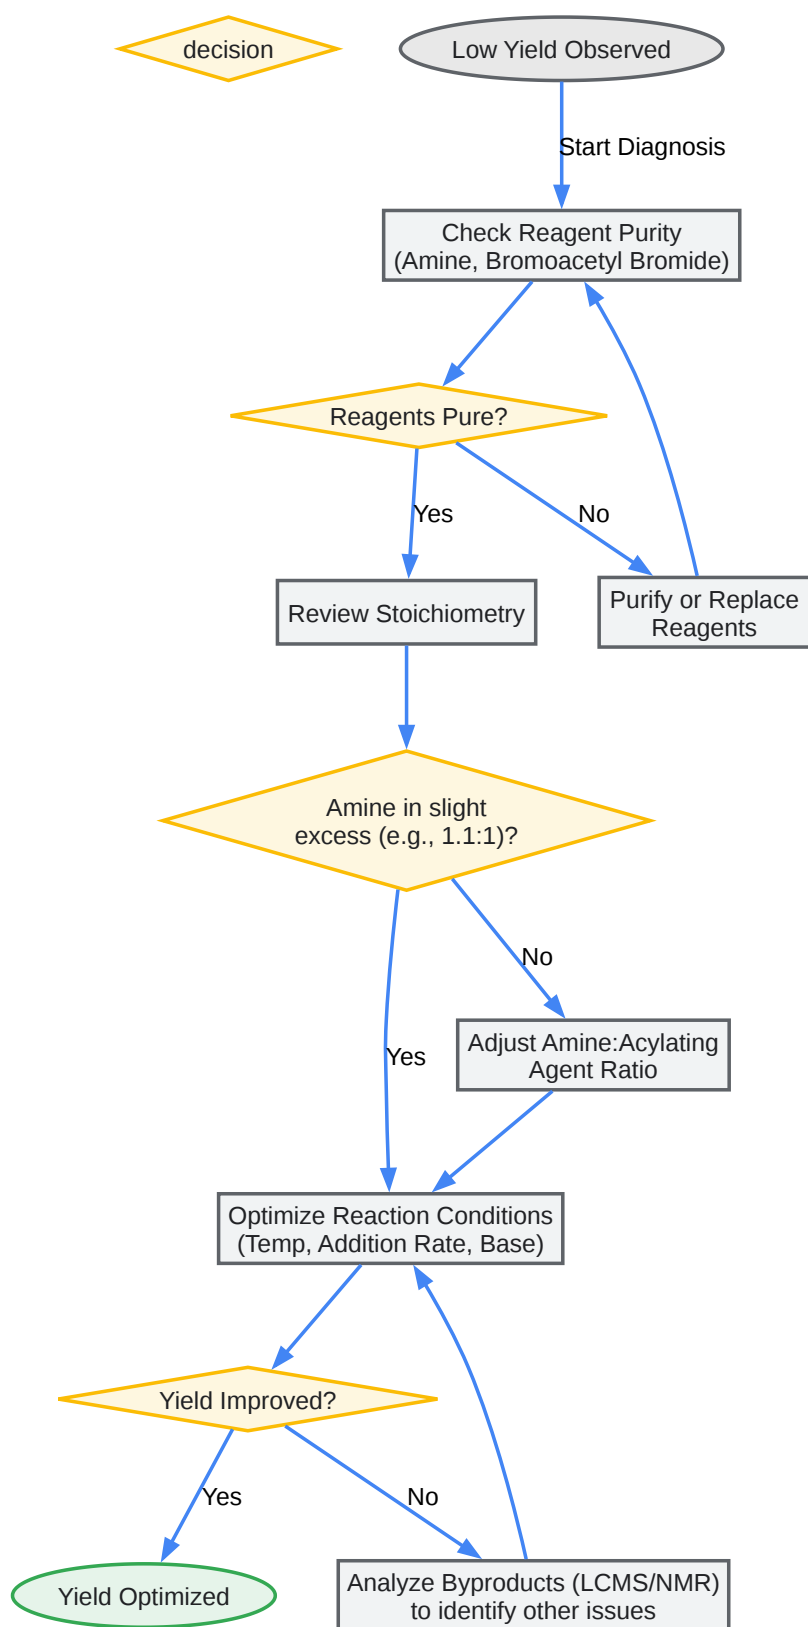 decision
Low Yield Observed
Start Diagnosis
Check Reagent Purity
(Amine, Bromoacetyl Bromide)
Reagents Pure?
Yes
No
Review Stoichiometry
Purify or Replace
Reagents
Amine in slight
excess (e.g., 1.1:1)?
No
Yes
Adjust Amine:Acylating
Agent Ratio
Optimize Reaction Conditions
(Temp, Addition Rate, Base)
Yield Improved?
Yes
No
Yield Optimized
Analyze Byproducts (LCMS/NMR)
to identify other issues